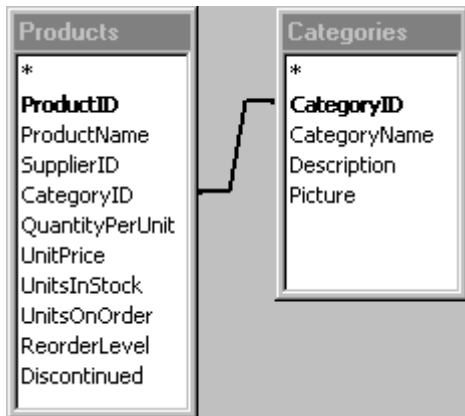 Products
*
ProductID
ProductName
SupplierID
CategoryID
QuantityPerUnit
UnitPrice
UnitsInStock
UnitsOnOrder
ReorderLevel
Discontinued
Categories
*
CategoryID
CategoryName
Description
Picture